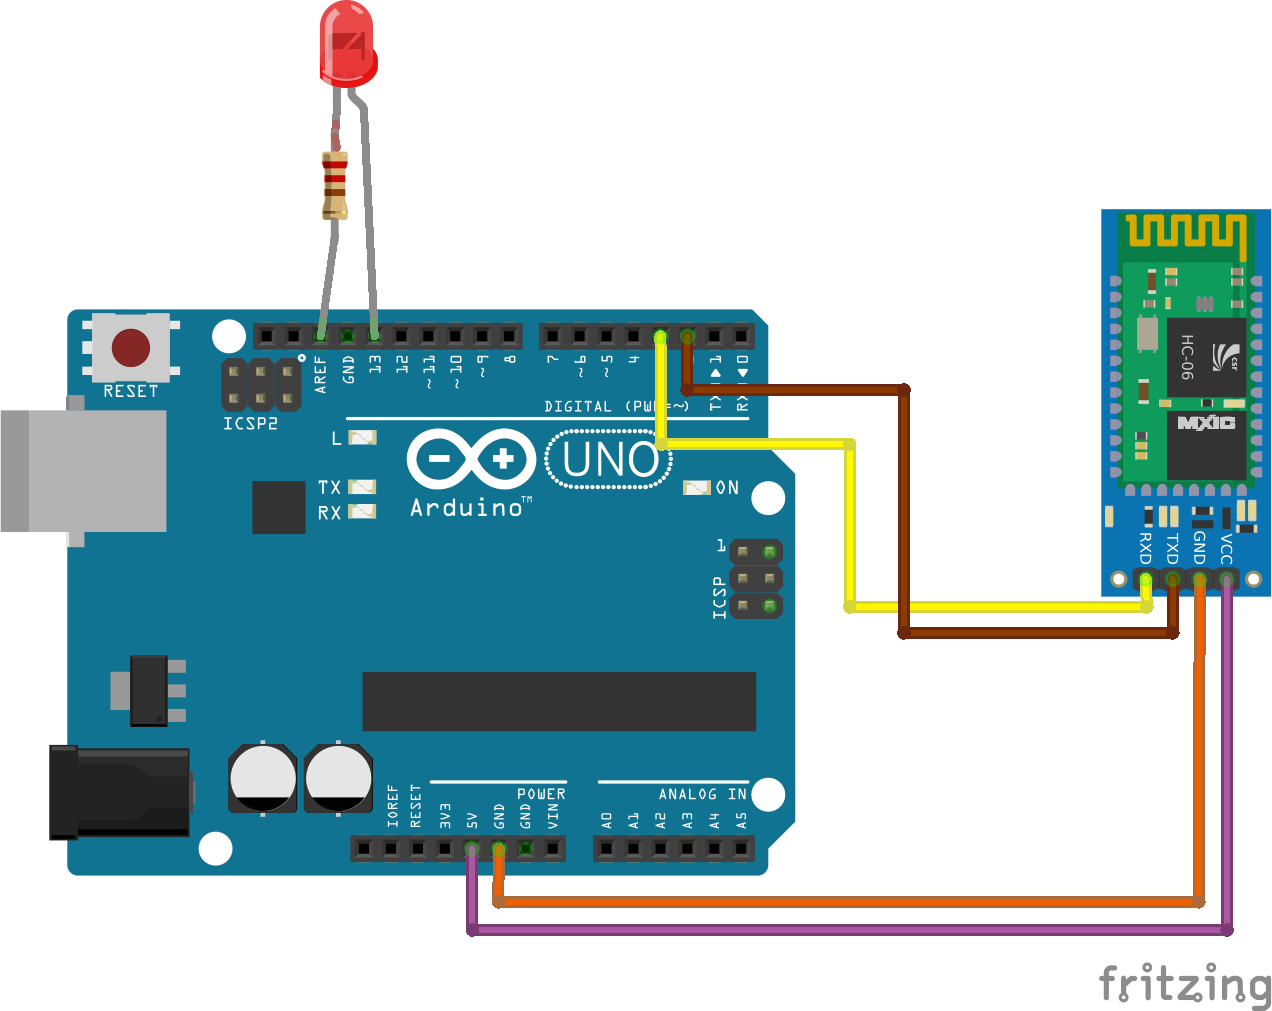 RESET
ICSP2
AREF
GND
13
12
~11
~10
~9
8
7
~6
~5
4
TX 1
RX 0
DIGITAL (PWM=~)
L
TX
RX
Arduino™
UNO
ON
1
ICSP
HC-06
csr
MXIC
RXD
TXD
GND
VCC
IOREF
RESET
3V3
5V
GND
GND
VIN
POWER
ANALOG IN
A0
A1
A2
A3
A4
A5
fritzing